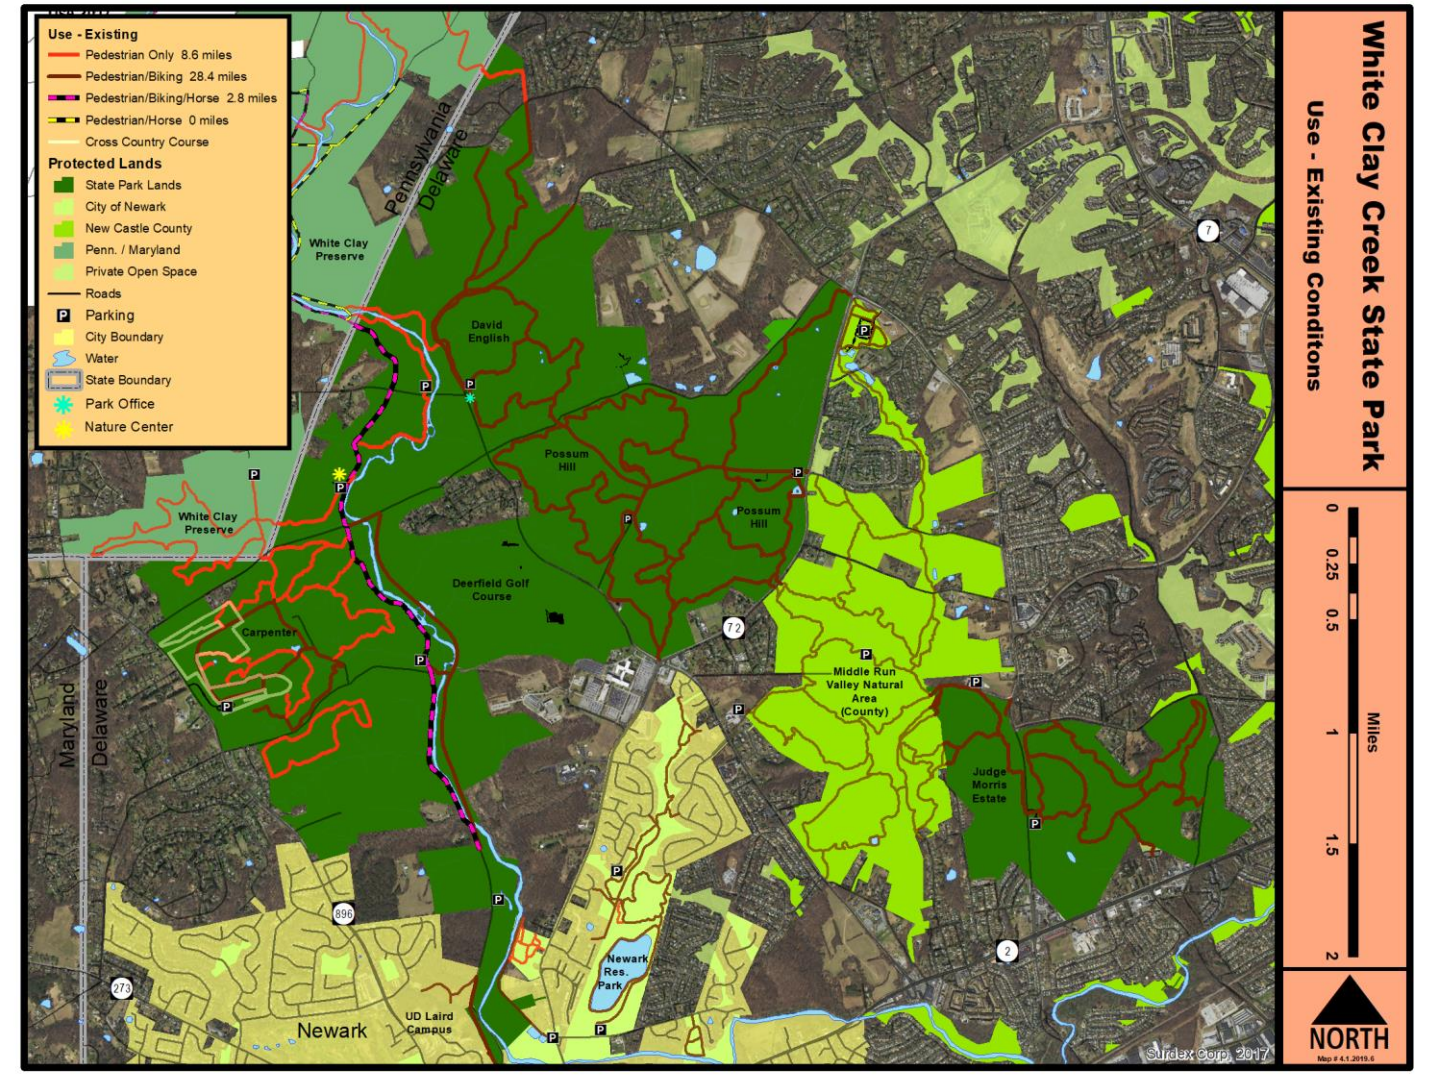 Use - Existing
Pedestrian Only 8.6 miles
Pedestrian/Biking 28.4 miles
Pedestrian/Biking/Horse 2.8 miles
Pedestrian/Horse 0 miles
Cross Country Course
Protected Lands
State Park Lands
City of Newark
New Castle County
Penn. / Maryland
Private Open Space
Roads
P Parking
City Boundary
Water
State Boundary
Park Office
Nature Center
Pennsylvania
Delaware
White Clay
Preserve
7
David
English
P
P
P
P
P
White Clay
Preserve
Possum
Hill
P
P
Possum
Hill
Deerfield Golf
Course
72
Carpenter
P
P
Middle Run
Valley Natural
Area
(County)
P
P
P
Maryland
Delaware
Judge
Morris
Estate
P
P
P
896
2
Newark
Res.
Park
273
UD Laird
Campus
Newark
P
P
Surdex Corp, 2017
White Clay Creek State Park
Use - Existing Conditons
0
0.25
0.5
1
1.5
2
Miles
NORTH
Map # 4.1.2019.6